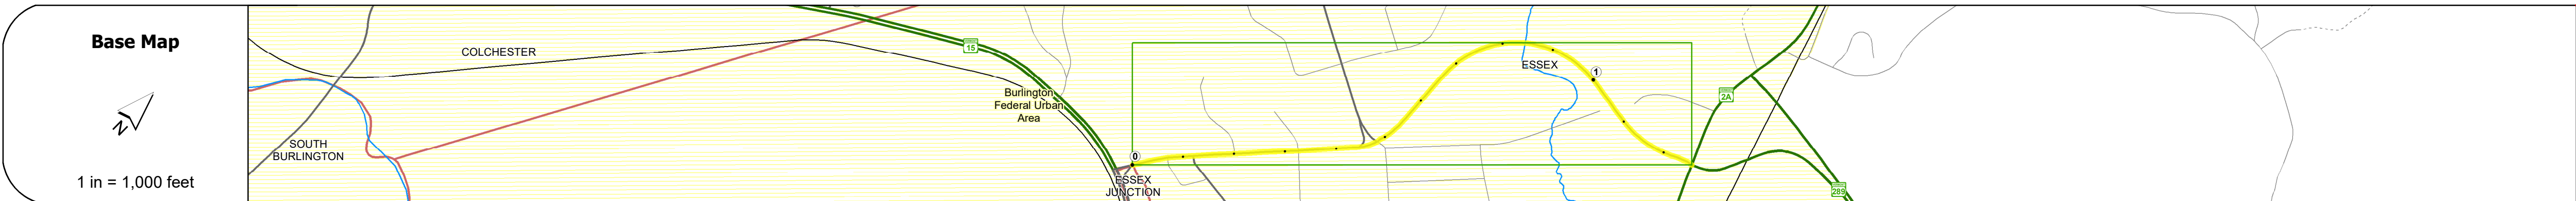 Base Map
N
1 in = 1,000 feet
COLCHESTER
SOUTH
BURLINGTON
15
Burlington
Federal Urban
Area
0
ESSEX
JUNCTION
ESSEX
1
2A
289